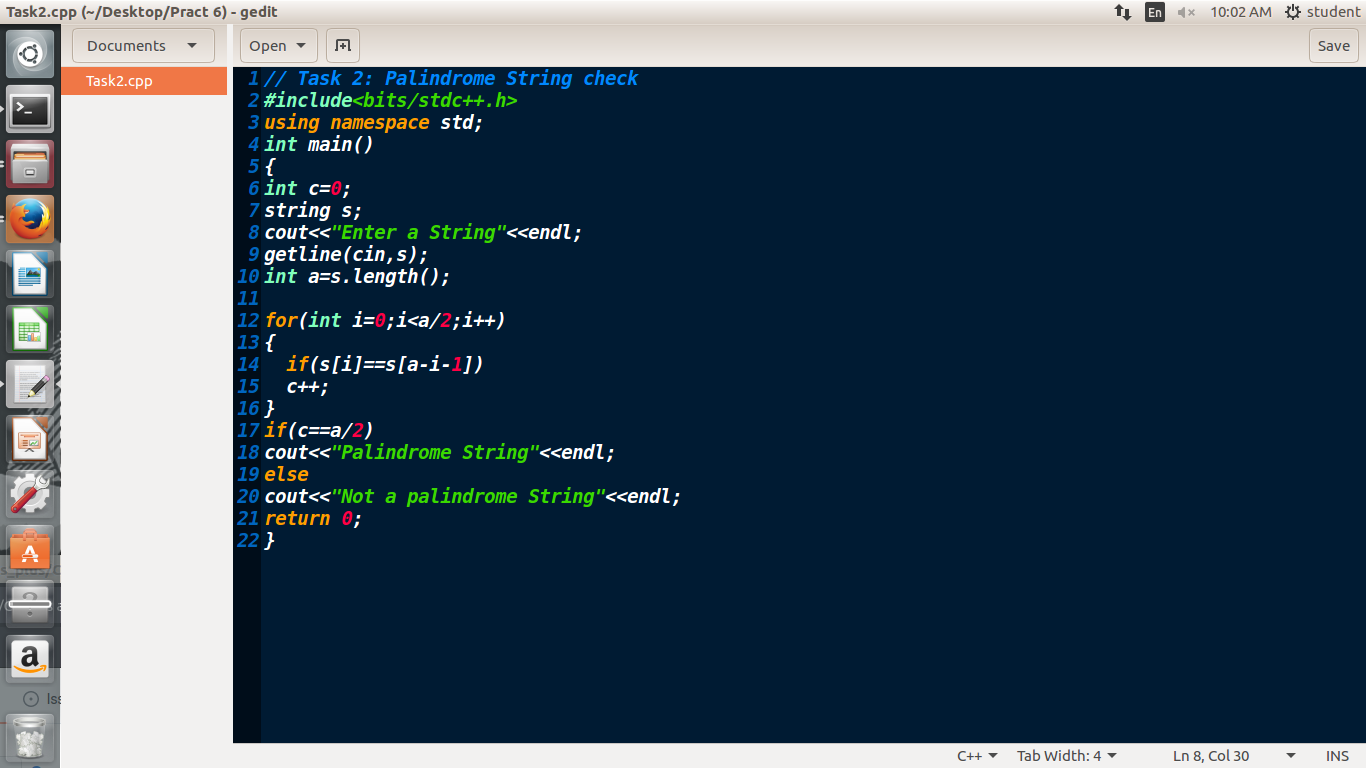 Task2.cpp (~/Desktop/Pract 6) - gedit
En
10:02 AM
student
Documents
Open
Save
Task2.cpp
1 // Task 2: Palindrome String check
2 #include<bits/stdc++.h>
3 using namespace std;
4 int main()
5 {
6 int c=0;
7 string s;
8 cout<<"Enter a String"<<endl;
9 getline(cin,s);
10 int a=s.length();
11
12 for(int i=0;i<a/2;i++)
13 {
14   if(s[i]==s[a-i-1])
15   c++;
16 }
17 if(c==a/2)
18 cout<<"Palindrome String"<<endl;
19 else
20 cout<<"Not a palindrome String"<<endl;
21 return 0;
22 }
C++
Tab Width: 4
Ln 8, Col 30
INS